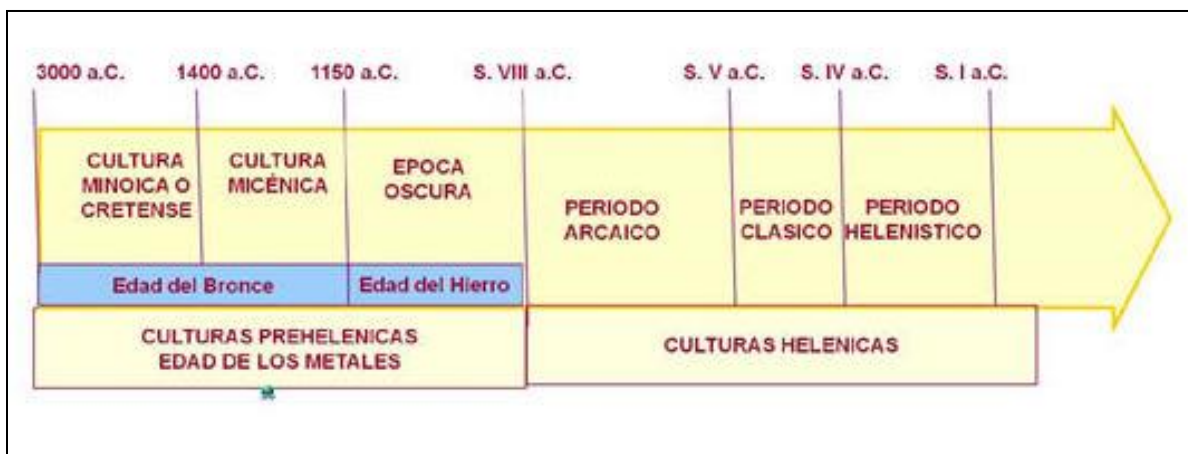 3000 a.C. 1400 a.C. 1150 a.C. S. VIII a.C. S. V a.C. S. IV a.C. S. I a.C.
CULTURA
MINOICA O
CRETENSE
CULTURA
MICÉNICA
EPOCA
OSCURA
PERIODO
ARCAICO
PERIODO
CLASICO
PERIODO
HELENISTICO
Edad del Bronce
Edad del Hierro
CULTURAS PREHELENICAS
EDAD DE LOS METALES
CULTURAS HELENICAS